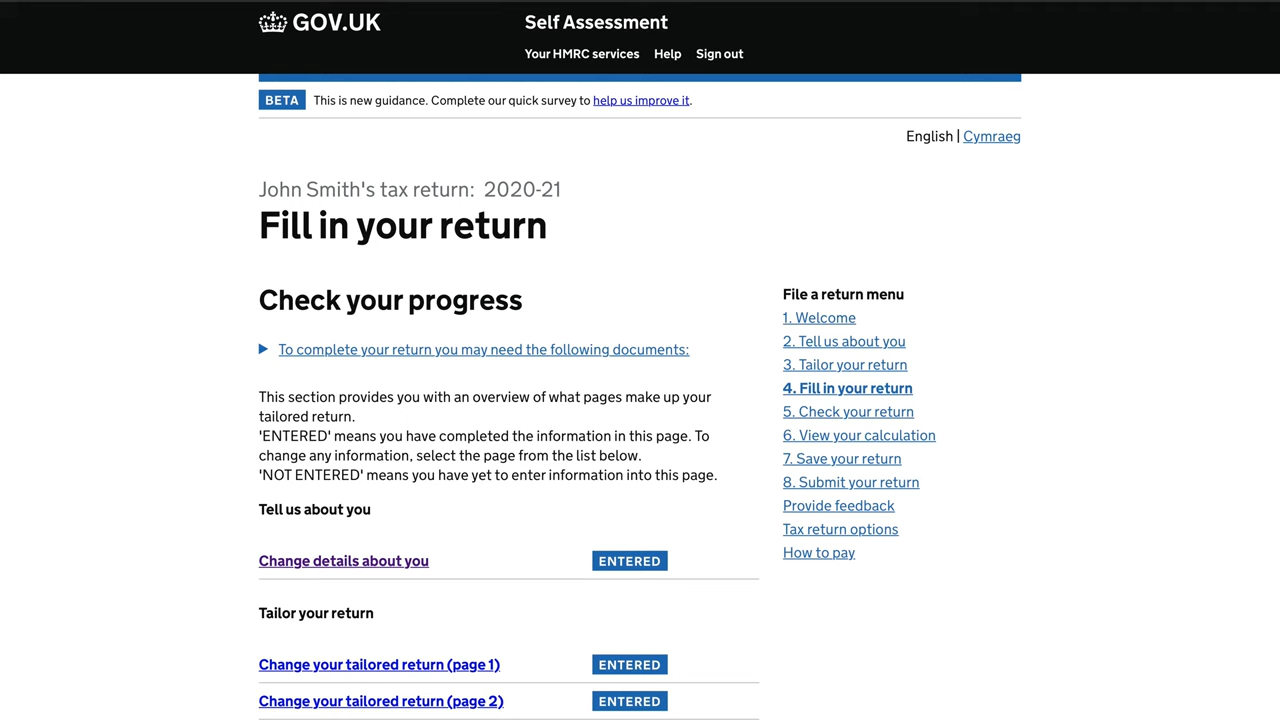 GOV.UK
Self Assessment
Your HMRC services Help Sign out
BETA This is new guidance. Complete our quick survey to help us improve it.
English | Cymraeg
John Smith's tax return: 2020-21
Fill in your return
Check your progress
To complete your return you may need the following documents:
This section provides you with an overview of what pages make up your
tailored return.
'ENTERED' means you have completed the information in this page. To
change any information, select the page from the list below.
'NOT ENTERED' means you have yet to enter information into this page.
Tell us about you
Change details about you ENTERED
Tailor your return
Change your tailored return (page 1) ENTERED
Change your tailored return (page 2) ENTERED
File a return menu
1. Welcome
2. Tell us about you
3. Tailor your return
4. Fill in your return
5. Check your return
6. View your calculation
7. Save your return
8. Submit your return
Provide feedback
Tax return options
How to pay